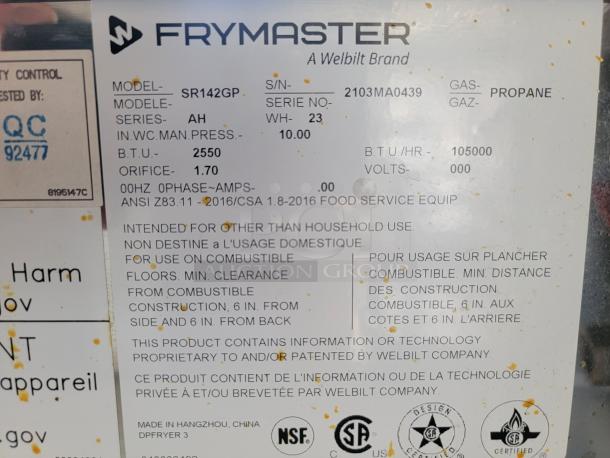 FRYMASTER
A Welbilt Brand
TY CONTROL
ESTED BY:
QC
92477
8195147C
Harm
.gov
NT
appareil
.gov
MODEL- SR142GP S/N- 2103MA0439 GAS- PROPANE
MODELE- SERIE NO- GAZ-
SERIES- AH WH- 23
IN.WC.MAN.PRESS.- 10.00
B.T.U.- 2550 B.T.U./HR.- 105000
ORIFICE- 1.70 VOLTS- 000
00HZ 0PHASE~AMPS- .00
ANSI Z83.11 - 2016/CSA 1.8-2016 FOOD SERVICE EQUIP
INTENDED FOR OTHER THAN HOUSEHOLD USE.
NON DESTINE a L'USAGE DOMESTIQUE.
FOR USE ON COMBUSTIBLE
FLOORS. MIN. CLEARANCE
FROM COMBUSTIBLE
CONSTRUCTION, 6 IN. FROM
SIDE AND 6 IN. FROM BACK
POUR USAGE SUR PLANCHER
COMBUSTIBLE. MIN. DISTANCE
DES CONSTRUCTION.
COMBUSTIBLE, 6 IN. AUX
COTES ET 6 IN. L'ARRIERE.
THIS PRODUCT CONTAINS INFORMATION OR TECHNOLOGY
PROPRIETARY TO AND/OR PATENTED BY WELBILT COMPANY.
CE PRODUIT CONTIENT DE L'INFORMATION OU DE LA TECHNOLOGIE
PRIVÉE À ET/OU BREVETÉE PAR WELBILT COMPANY.
MADE IN HANGZHOU, CHINA
DPFRYER 3
NSF
C US
DESIGN
CERTIFIED
CERTIFIED